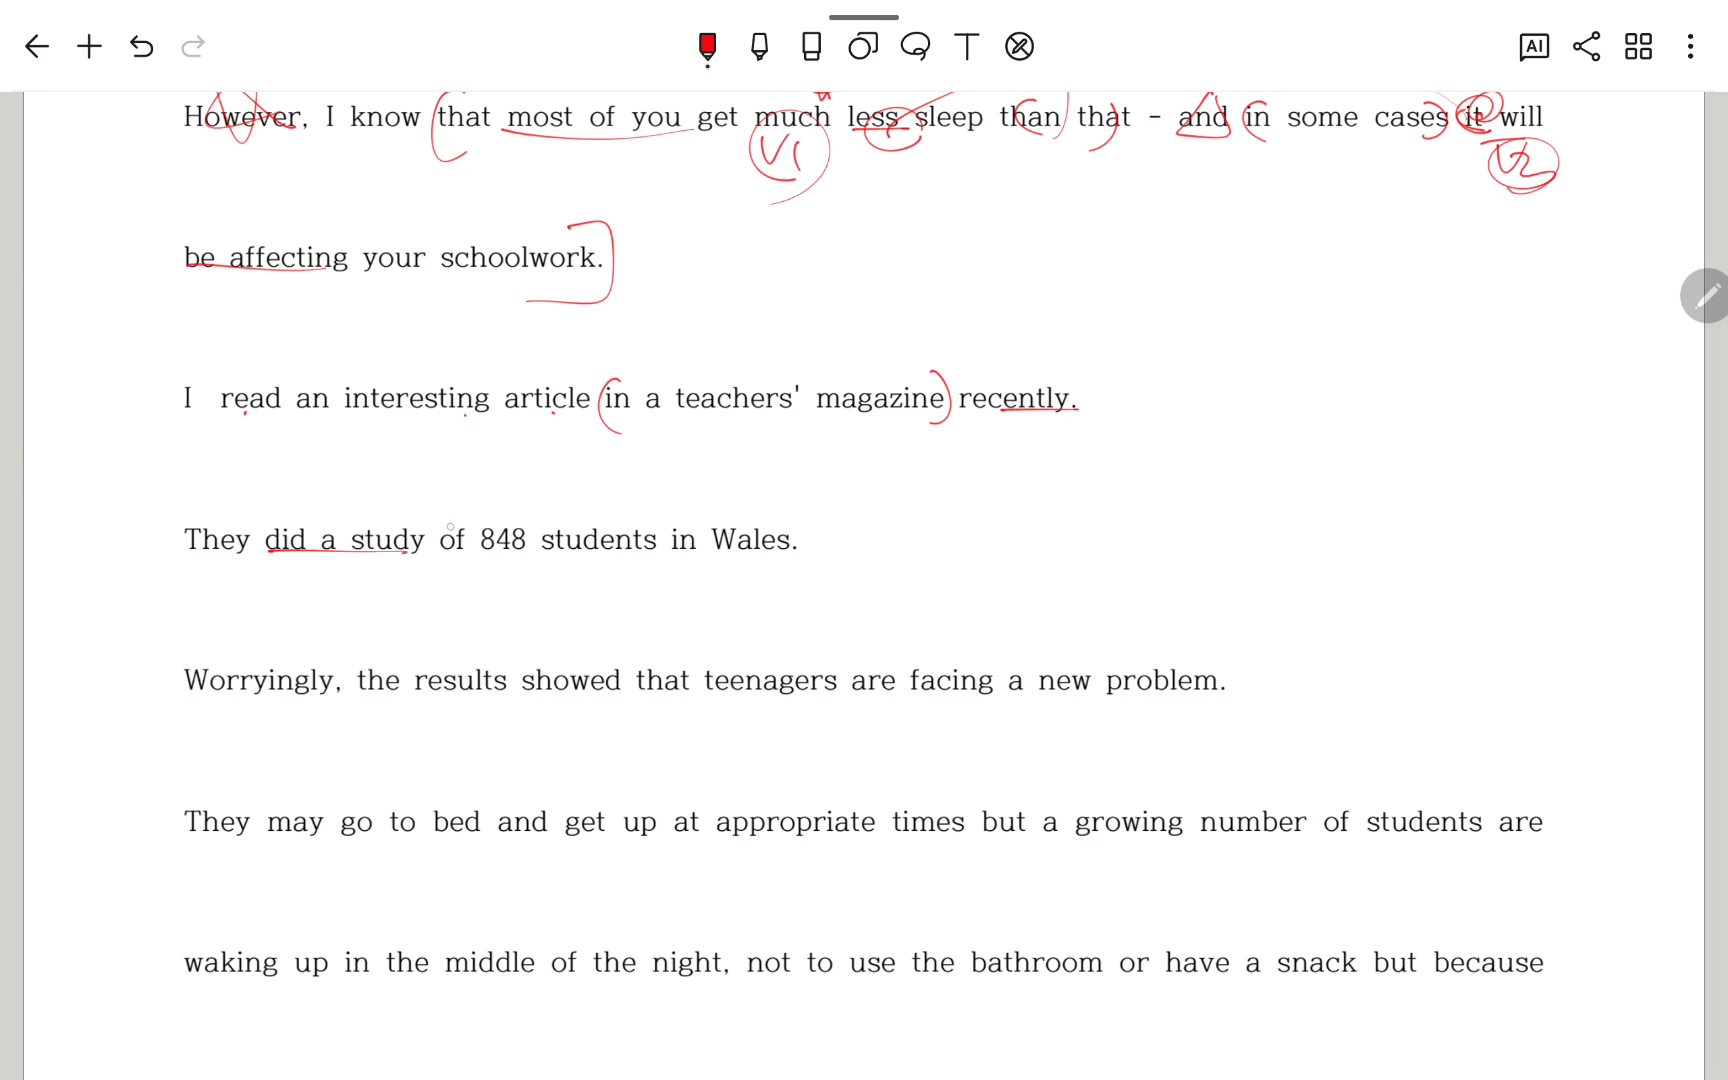 AI
However, I know that most of you get much less sleep than that - and in some cases it will
V1
V2
be affecting your schoolwork.
I read an interesting article in a teachers' magazine recently.
They did a study of 848 students in Wales.
Worryingly, the results showed that teenagers are facing a new problem.
They may go to bed and get up at appropriate times but a growing number of students are
waking up in the middle of the night, not to use the bathroom or have a snack but because